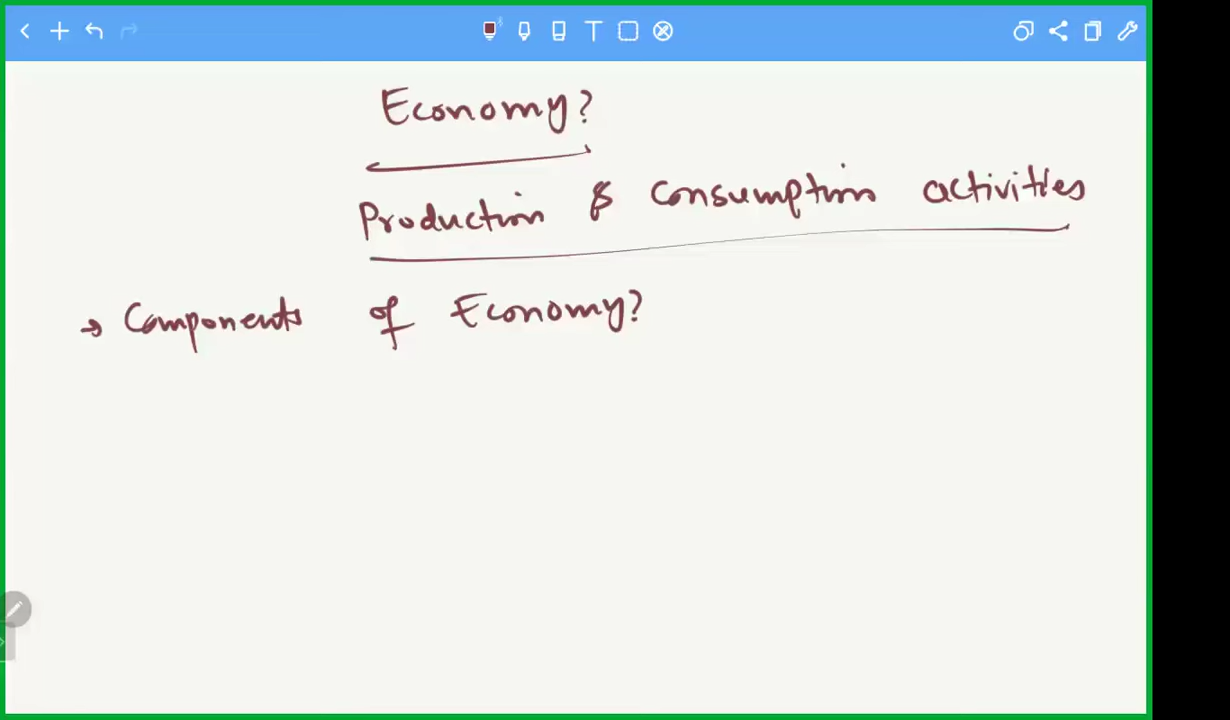 Economy?
Production & Consumption activities
→ Components of Economy?